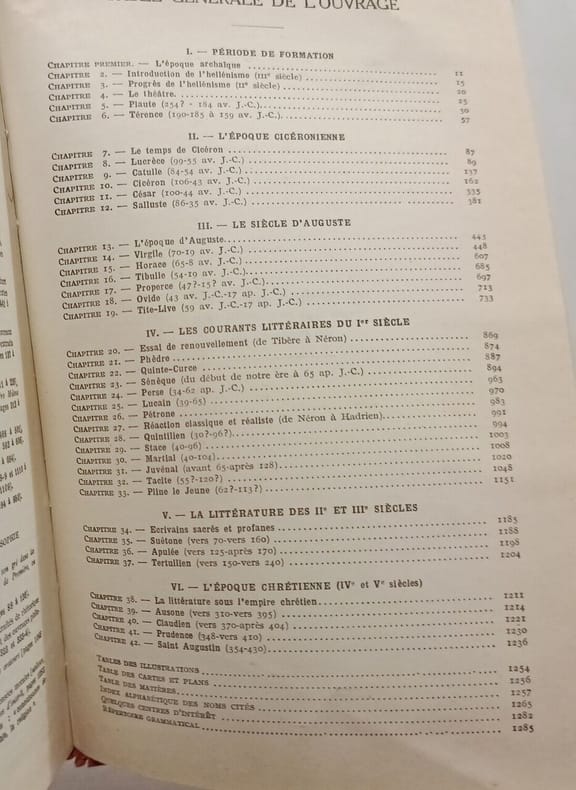 GÉNÉRALE DE L'OUVRAGE
I. — PÉRIODE DE FORMATION
CHAPITRE PREMIER. — L'époque archaïque 11
CHAPITRE 2. — Introduction de l'hellénisme (IIIe siècle) 15
CHAPITRE 3. — Progrès de l'hellénisme (IIe siècle) 20
CHAPITRE 4. — Le théâtre. 25
CHAPITRE 5. — Plaute (254? - 184 av. J.-C.) 30
CHAPITRE 6. — Térence (190-185 à 159 av. J.-C.) 57
II. — L'ÉPOQUE CICÉRONIENNE
CHAPITRE 7. — Le temps de Cicéron 87
CHAPITRE 8. — Lucrèce (99-55 av. J.-C.) 89
CHAPITRE 9. — Catulle (84-54 av. J.-C.) 137
CHAPITRE 10. — Cicéron (106-43 av. J.-C.) 162
CHAPITRE 11. — César (100-44 av. J.-C.) 335
CHAPITRE 12. — Salluste (86-35 av. J.-C.) 381
III. — LE SIÈCLE D'AUGUSTE
CHAPITRE 13. — L'époque d'Auguste 445
CHAPITRE 14. — Virgile (70-19 av. J.-C.) 448
CHAPITRE 15. — Horace (65-8 av. J.-C.) 607
CHAPITRE 16. — Tibulle (54-19 av. J.-C.) 685
CHAPITRE 17. — Properce (47?-15? av. J.-C.) 697
CHAPITRE 18. — Ovide (43 av. J.-C.-17 ap. J.-C.) 713
CHAPITRE 19. — Tite-Live (59 av. J.-C.-17 ap. J.-C.) 733
IV. — LES COURANTS LITTÉRAIRES DU Ier SIÈCLE
CHAPITRE 20. — Essai de renouvellement (de Tibère à Néron) 869
CHAPITRE 21. — Phèdre 874
CHAPITRE 22. — Quinte-Curce 887
CHAPITRE 23. — Sénèque (du début de notre ère à 65 ap. J.-C.) 894
CHAPITRE 24. — Perse (34-62 ap. J.-C.) 963
CHAPITRE 25. — Lucain (39-65) 970
CHAPITRE 26. — Pétrone 983
CHAPITRE 27. — Réaction classique et réaliste (de Néron à Hadrien) 991
CHAPITRE 28. — Quintilien (30?-96?) 994
CHAPITRE 29. — Stace (40-96) 1003
CHAPITRE 30. — Martial (40-104) 1008
CHAPITRE 31. — Juvénal (avant 65-après 128) 1020
CHAPITRE 32. — Tacite (55?-120?) 1048
CHAPITRE 33. — Pline le Jeune (62?-113?) 1151
V. — LA LITTÉRATURE DES IIe ET IIIe SIÈCLES
CHAPITRE 34. — Ecrivains sacrés et profanes 1185
CHAPITRE 35. — Suétone (vers 70-vers 160) 1188
CHAPITRE 36. — Apulée (vers 125-après 170) 1198
CHAPITRE 37. — Tertullien (vers 150-vers 240) 1204
VI. — L'ÉPOQUE CHRÉTIENNE (IVe et Ve siècles)
CHAPITRE 38. — La littérature sous l'empire chrétien 1211
CHAPITRE 39. — Ausone (vers 310-vers 395) 1214
CHAPITRE 40. — Claudien (vers 370-après 404) 1221
CHAPITRE 41. — Prudence (348-vers 410) 1230
CHAPITRE 42. — Saint Augustin (354-430) 1236
TABLES DES ILLUSTRATIONS 1254
TABLE DES CARTES ET PLANS 1256
TABLE DES MATIÈRES 1257
INDEX ALPHABÉTIQUE DES NOMS CITÉS 1265
QUELQUES CENTRES D'INTÉRÊT 1282
RÉPERTOIRE GRAMMATICAL 1285